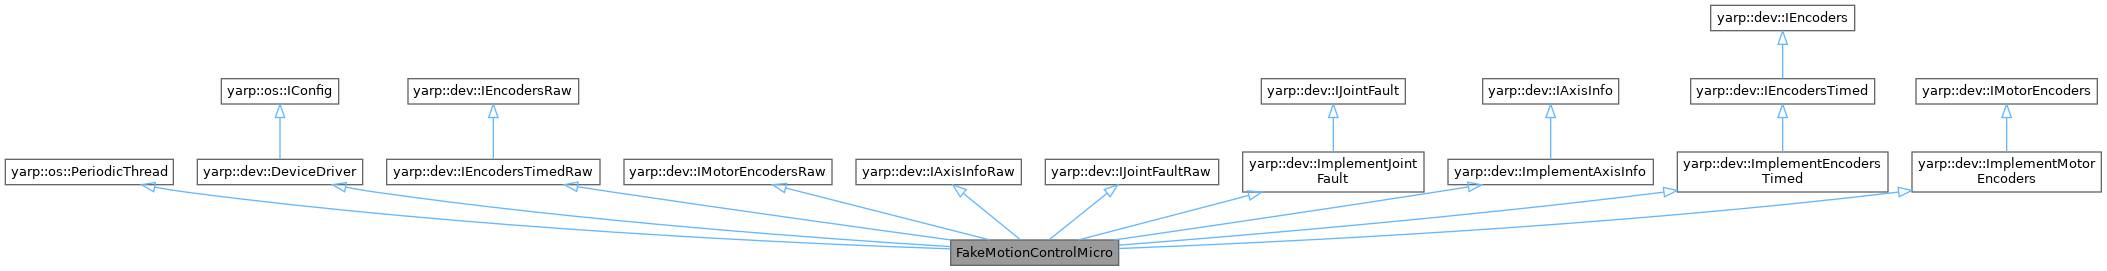 yarp::dev::IEncoders
yarp::os::IConfig
yarp::dev::IEncodersRaw
yarp::dev::IJointFault
yarp::dev::IAxisInfo
yarp::dev::IEncodersTimed
yarp::dev::IMotorEncoders
yarp::os::PeriodicThread
yarp::dev::DeviceDriver
yarp::dev::IEncodersTimedRaw
yarp::dev::IMotorEncodersRaw
yarp::dev::IAxisInfoRaw
yarp::dev::IJointFaultRaw
yarp::dev::ImplementJoint
Fault
yarp::dev::ImplementAxisInfo
yarp::dev::ImplementEncoders
Timed
yarp::dev::ImplementMotor
Encoders
FakeMotionControlMicro